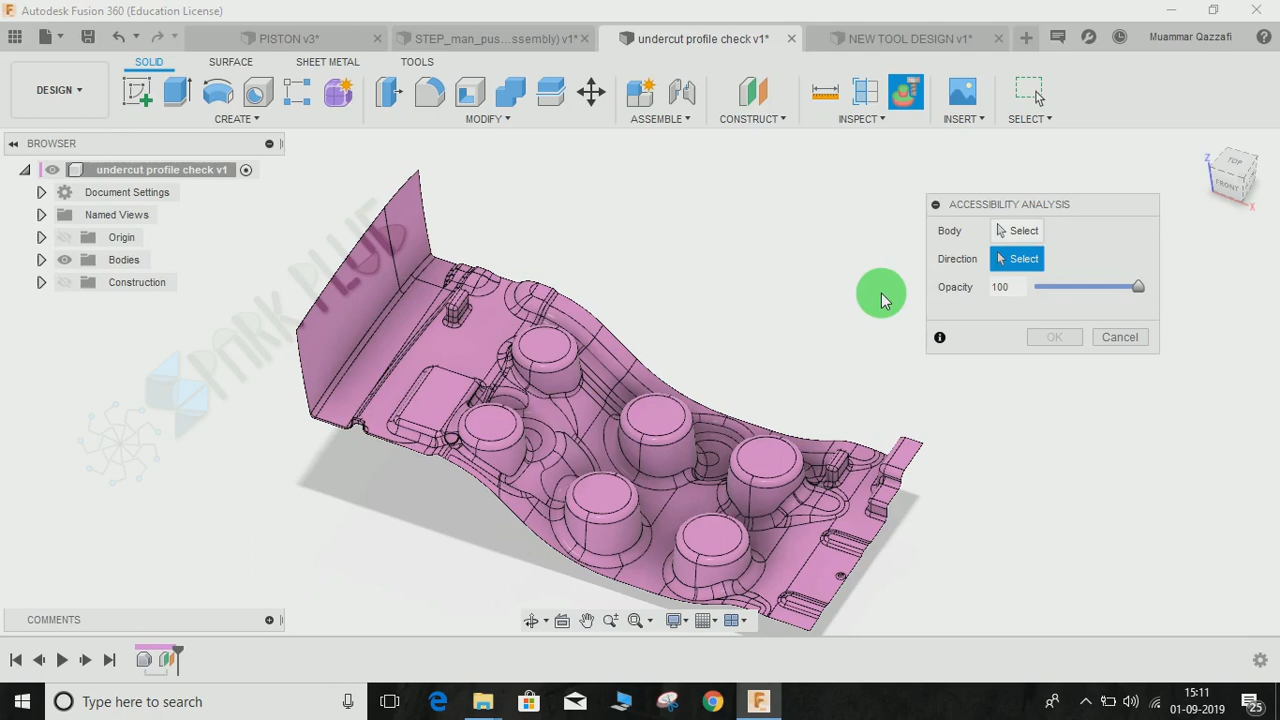 Autodesk Fusion 360 (Education License)
PISTON v3*
STEP_man_pus...ssembly) v1*
undercut profile check v1*
NEW TOOL DESIGN v1*
Muammar Qazzafi
SOLID
SURFACE
SHEET METAL
TOOLS
DESIGN
CREATE
MODIFY
ASSEMBLE
CONSTRUCT
INSPECT
INSERT
SELECT
BROWSER
undercut profile check v1
Document Settings
Named Views
Origin
Bodies
Construction
ACCESSIBILITY ANALYSIS
Body
Select
Direction
Select
Opacity
100
OK
Cancel
TOP
FRONT
Z
X
PARK PLUS
COMMENTS
Type here to search
15:11
01-09-2019
25